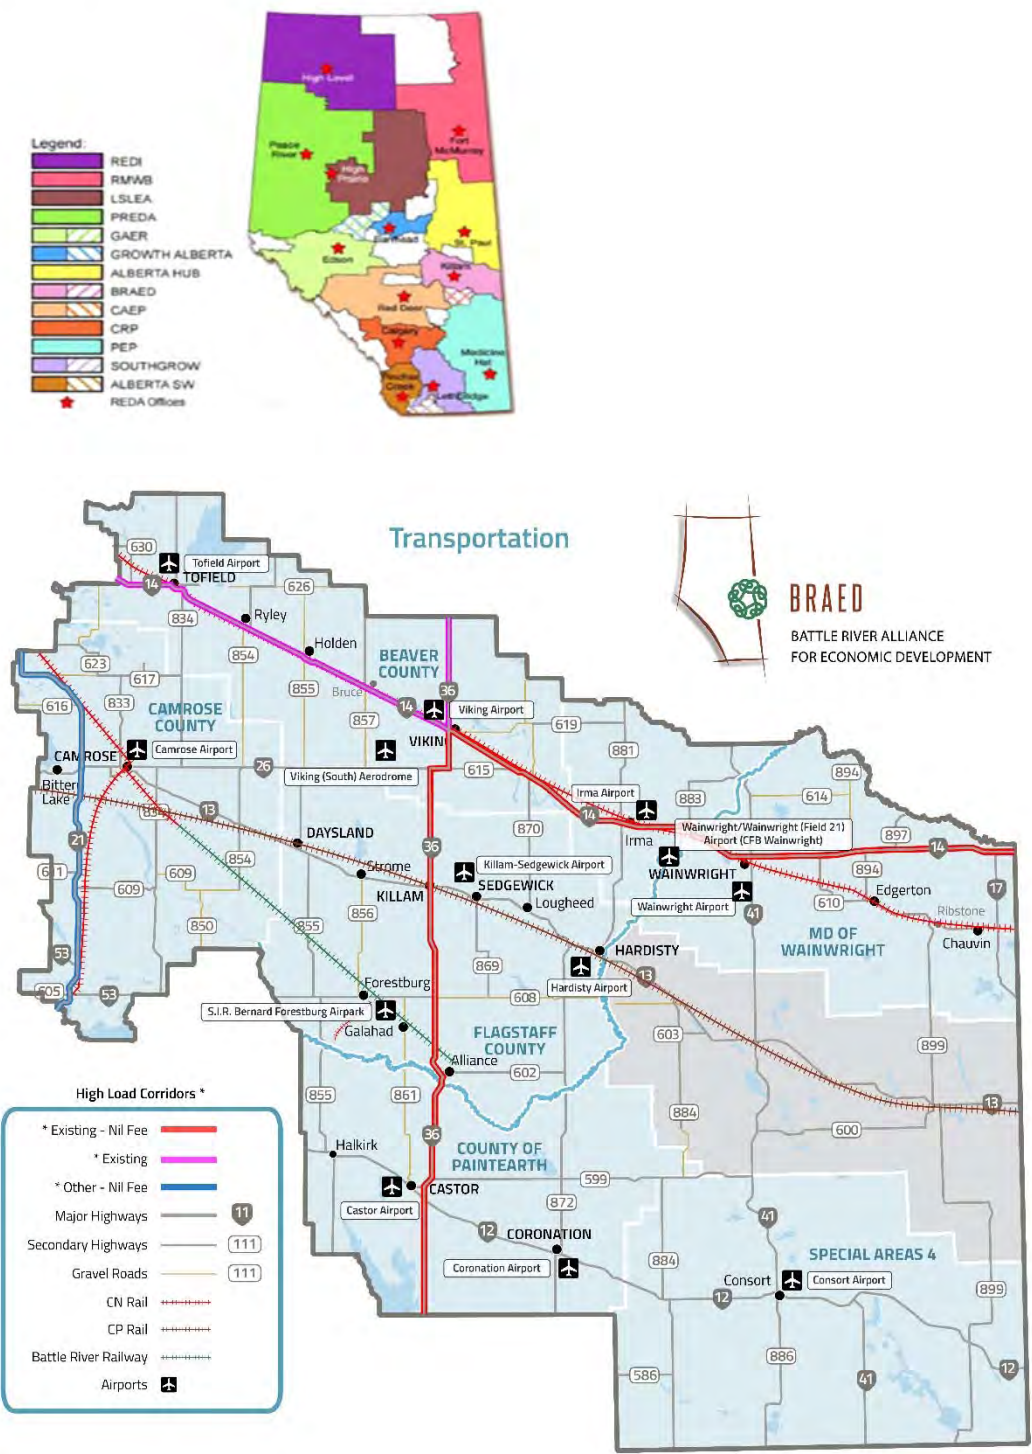 Legend:
REDI
RMWB
LSLEA
PREDA
GAER
GROWTH ALBERTA
ALBERTA HUB
BRAED
CAEP
CRP
PEP
SOUTHGROW
ALBERTA SW
REDA Offices
High Level
Fort
McMurray
Peace
River
High
Prairie
Barrhead
St. Paul
Edson
Killam
Red Deer
Calgary
Medicine
Hat
Pincher
Creek
Lethbridge
Transportation
BRAED
BATTLE RIVER ALLIANCE
FOR ECONOMIC DEVELOPMENT
630
Tofield Airport
TOFIELD
14
626
834
Ryley
Holden
854
BEAVER
COUNTY
623
617
855
Bruce
36
616
833
CAMROSE
COUNTY
857
14
Viking Airport
619
VIKING
881
CAMROSE
Camrose Airport
26
Viking (South) Aerodrome
615
894
Bitter
Lake
Irma Airport
883
614
13
DAYSLAND
870
14
Irma
Wainwright/Wainwright (Field 21)
Airport (CFB Wainwright)
897
21
36
14
854
Strome
Killam-Sedgewick Airport
WAINWRIGHT
894
611
609
609
KILLAM
SEDGEWICK
Edgerton
17
Lougheed
Wainwright Airport
610
Ribstone
850
855
856
41
MD OF
WAINWRIGHT
Chauvin
53
HARDISTY
869
13
605
53
Forestburg
Hardisty Airport
608
S.I.R. Bernard Forestburg Airpark
Galahad
FLAGSTAFF
COUNTY
603
899
Alliance
602
High Load Corridors *
855
861
884
13
* Existing - Nil Fee
36
600
* Existing
Halkirk
COUNTY OF
PAINTEARTH
* Other - Nil Fee
CASTOR
599
Major Highways
11
Castor Airport
872
41
Secondary Highways
111
12
CORONATION
SPECIAL AREAS 4
Gravel Roads
111
Coronation Airport
884
Consort
Consort Airport
899
CN Rail
12
CP Rail
Battle River Railway
886
Airports
586
41
12